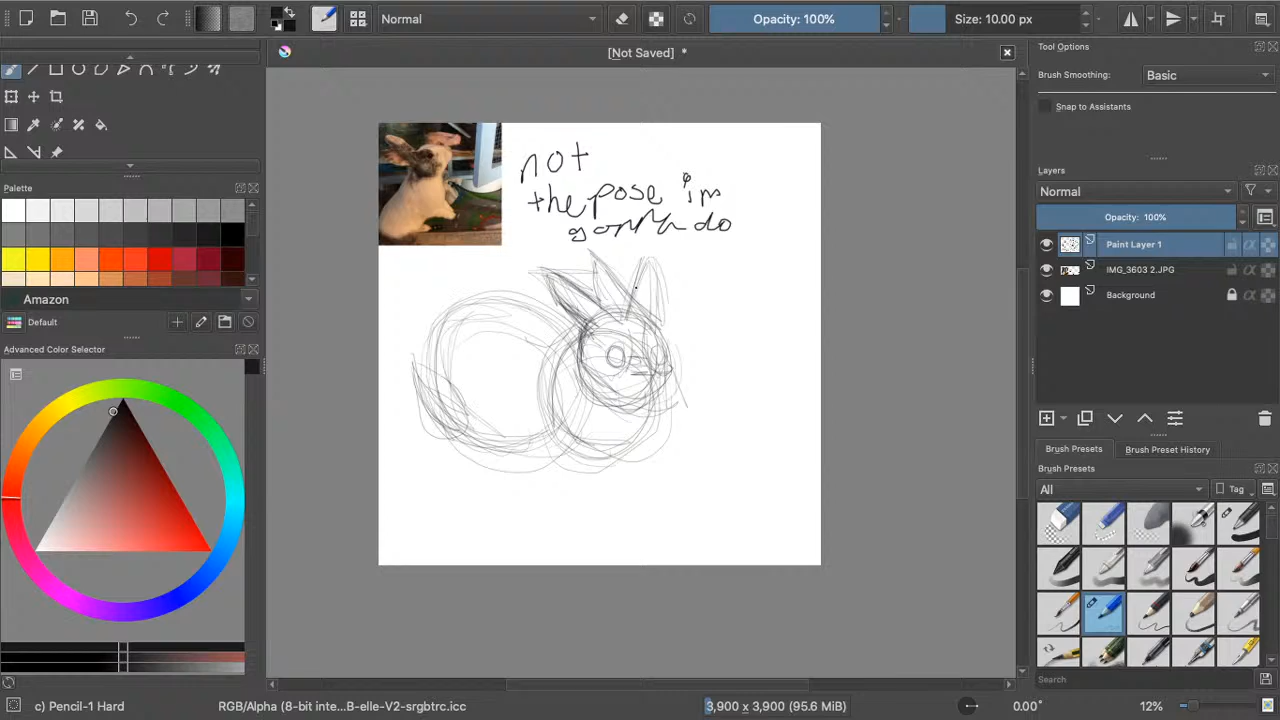 Normal
Opacity: 100%
Size: 10.00 px
[Not Saved] *
Tool Options
Brush Smoothing:
Basic
Snap to Assistants
Layers
Normal
Opacity: 100%
Paint Layer 1
IMG_3603 2.JPG
Background
Palette
Amazon
Default
Advanced Color Selector
not
the pose i'm
gonna do
Brush Presets
Brush Preset History
Brush Presets
All
Tag
Search
c) Pencil-1 Hard
RGB/Alpha (8-bit inte...B-elle-V2-srgbtrc.icc
3,900 x 3,900 (95.6 MiB)
0.00°
12%